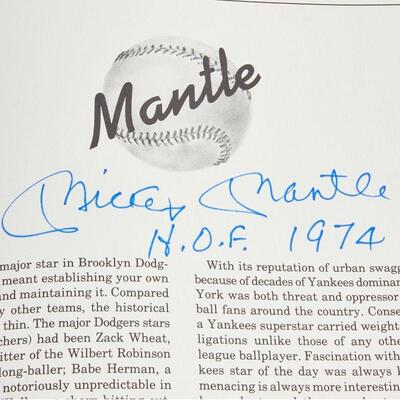 Mantle
Mickey Mantle
H.O.F. 1974
major star in Brooklyn Dodg-
meant establishing your own
and maintaining it. Compared
y other teams, the historical
thin. The major Dodgers stars
chers) had been Zack Wheat,
itter of the Wilbert Robinson
long-baller; Babe Herman, a
notoriously unpredictable in
With its reputation of urban swagg
because of decades of Yankees dominan
York was both threat and oppressor
ball fans around the country. Conse
a Yankees superstar carried weight
ligations unlike those of any othe
league ballplayer. Fascination with
kees star of the day was always k
menacing is always more interestin